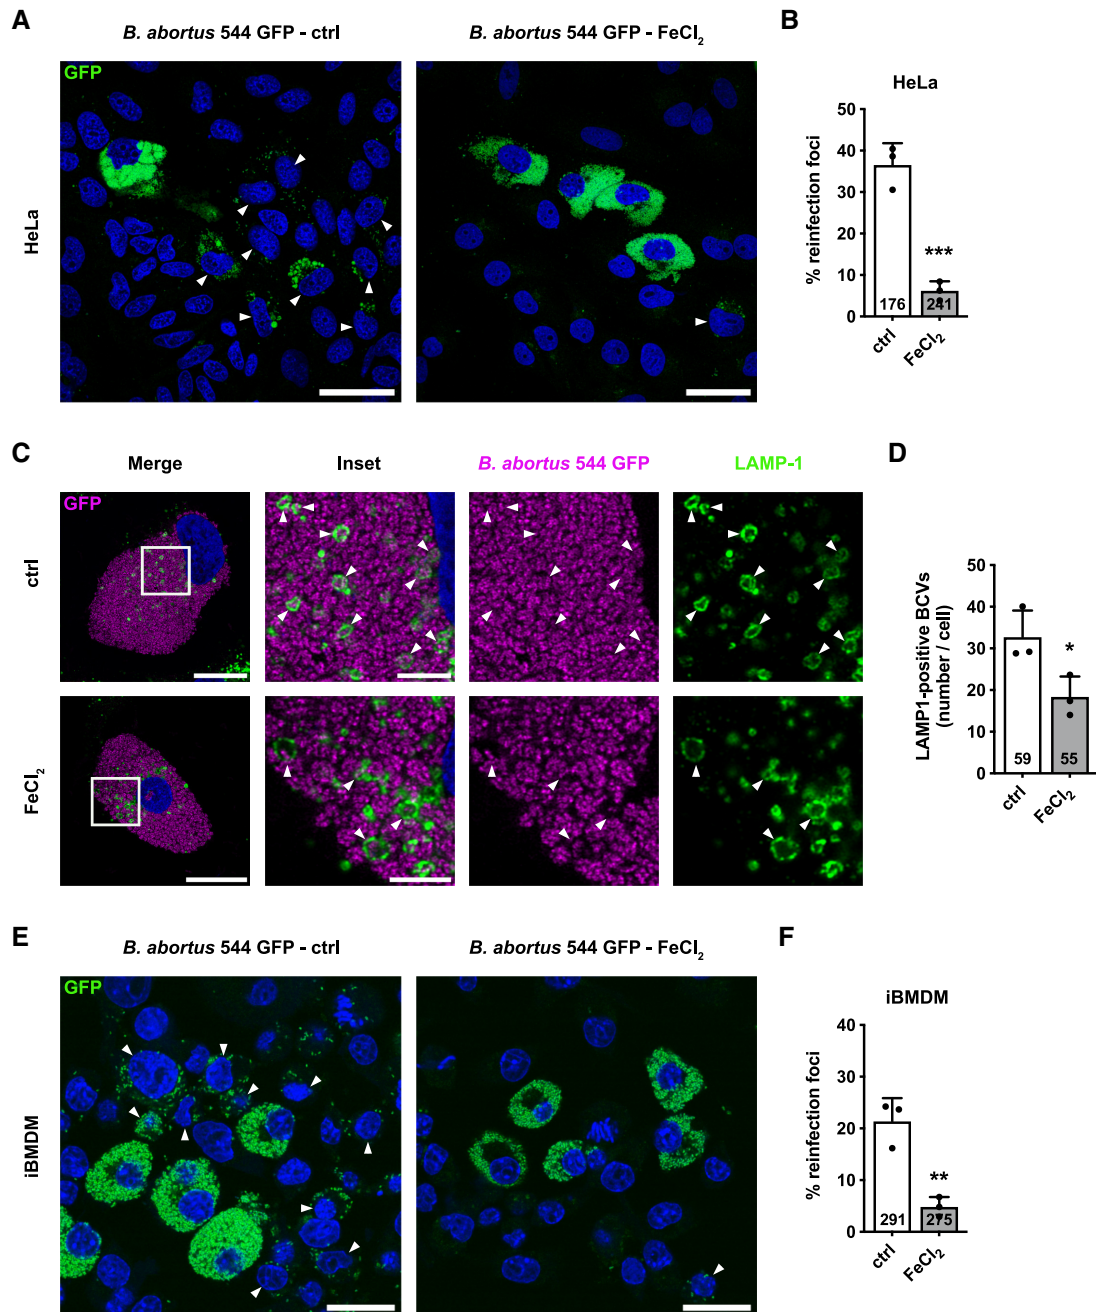 A
B. abortus 544 GFP - ctrl
B. abortus 544 GFP - FeCl₂
GFP
HeLa
B
HeLa
% reinfection foci
50
40
30
20
10
0
176
241
***
ctrl
FeCl₂
C
Merge
Inset
B. abortus 544 GFP
LAMP-1
GFP
ctrl
FeCl₂
D
LAMP1-positive BCVs
(number / cell)
50
40
30
20
10
0
59
55
*
ctrl
FeCl₂
E
B. abortus 544 GFP - ctrl
B. abortus 544 GFP - FeCl₂
GFP
iBMDM
F
iBMDM
% reinfection foci
40
30
20
10
0
291
275
**
ctrl
FeCl₂